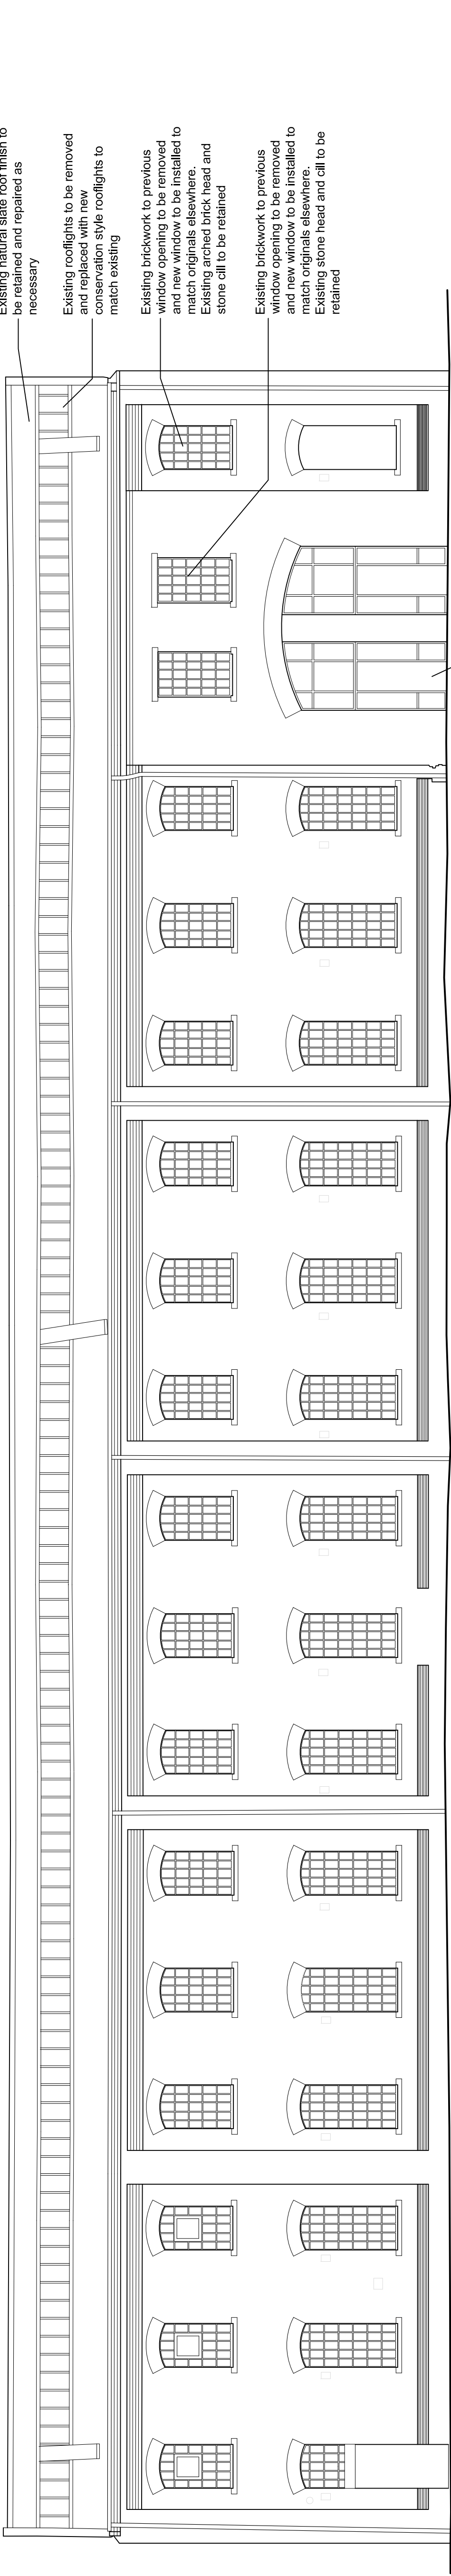 Existing natural slate roof finish to
be retained and repaired as
necessary
Existing rooflights to be removed
and replaced with new
conservation style rooflights to
match existing
Existing brickwork to previous
window opening to be removed
and new window to be installed to
match originals elsewhere.
Existing arched brick head and
stone cill to be retained
Existing brickwork to previous
window opening to be removed
and new window to be installed to
match originals elsewhere.
Existing stone head and cill to be
retained